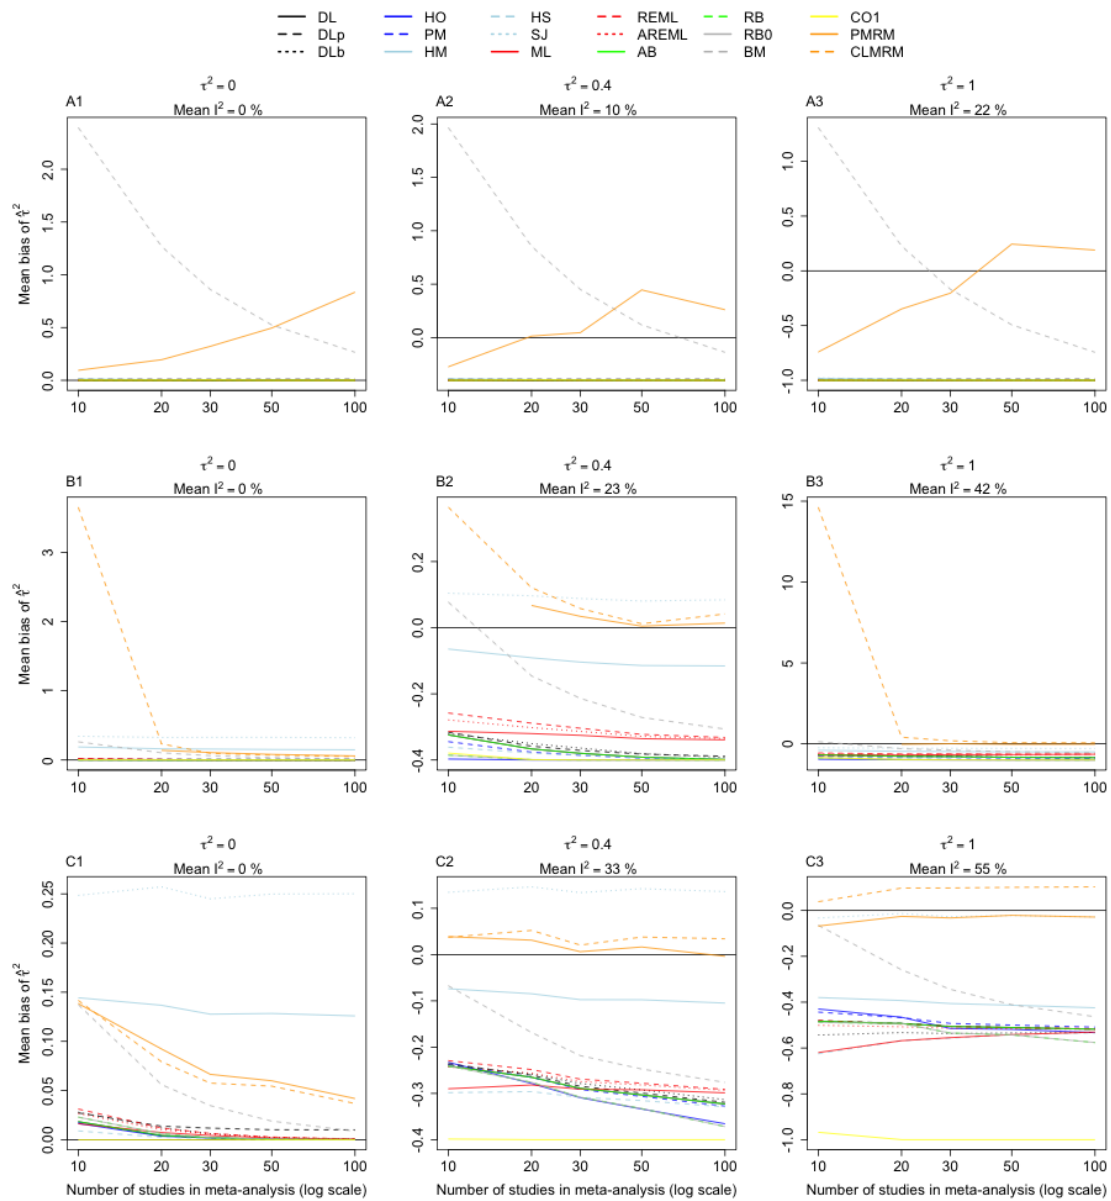 DL HO HS REML RB CO1
DLp PM SJ AREML RB0 PMRM
DLb HM ML AB BM CLMRM
τ² = 0 τ² = 0.4 τ² = 1
A1 Mean I² = 0 % A2 Mean I² = 10 % A3 Mean I² = 22 %
Mean bias of τ̂²
0.0 0.5 1.0 1.5 2.0
0.0 0.5 1.0 1.5 2.0
-1.0 -0.5 0.0 0.5 1.0
10 20 30 50 100 10 20 30 50 100 10 20 30 50 100
τ² = 0 τ² = 0.4 τ² = 1
B1 Mean I² = 0 % B2 Mean I² = 23 % B3 Mean I² = 42 %
Mean bias of τ̂²
0 1 2 3
-0.4 -0.2 0.0 0.2
0 5 10 15
10 20 30 50 100 10 20 30 50 100 10 20 30 50 100
τ² = 0 τ² = 0.4 τ² = 1
C1 Mean I² = 0 % C2 Mean I² = 33 % C3 Mean I² = 55 %
Mean bias of τ̂²
0.00 0.05 0.10 0.15 0.20 0.25
-0.4 -0.3 -0.2 -0.1 0.0 0.1
-1.0 -0.8 -0.6 -0.4 -0.2 0.0
10 20 30 50 100 10 20 30 50 100 10 20 30 50 100
Number of studies in meta-analysis (log scale) Number of studies in meta-analysis (log scale) Number of studies in meta-analysis (log scale)